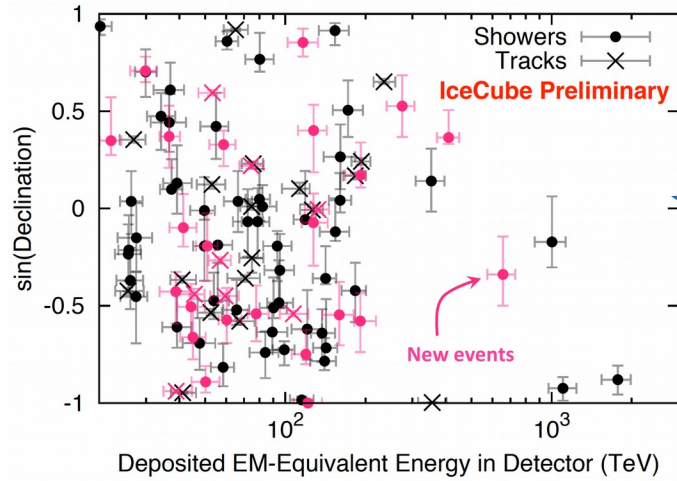 Showers
Tracks
IceCube Preliminary
1
0.5
0
-0.5
-1
sin(Declination)
New events
10²
10³
Deposited EM-Equivalent Energy in Detector (TeV)